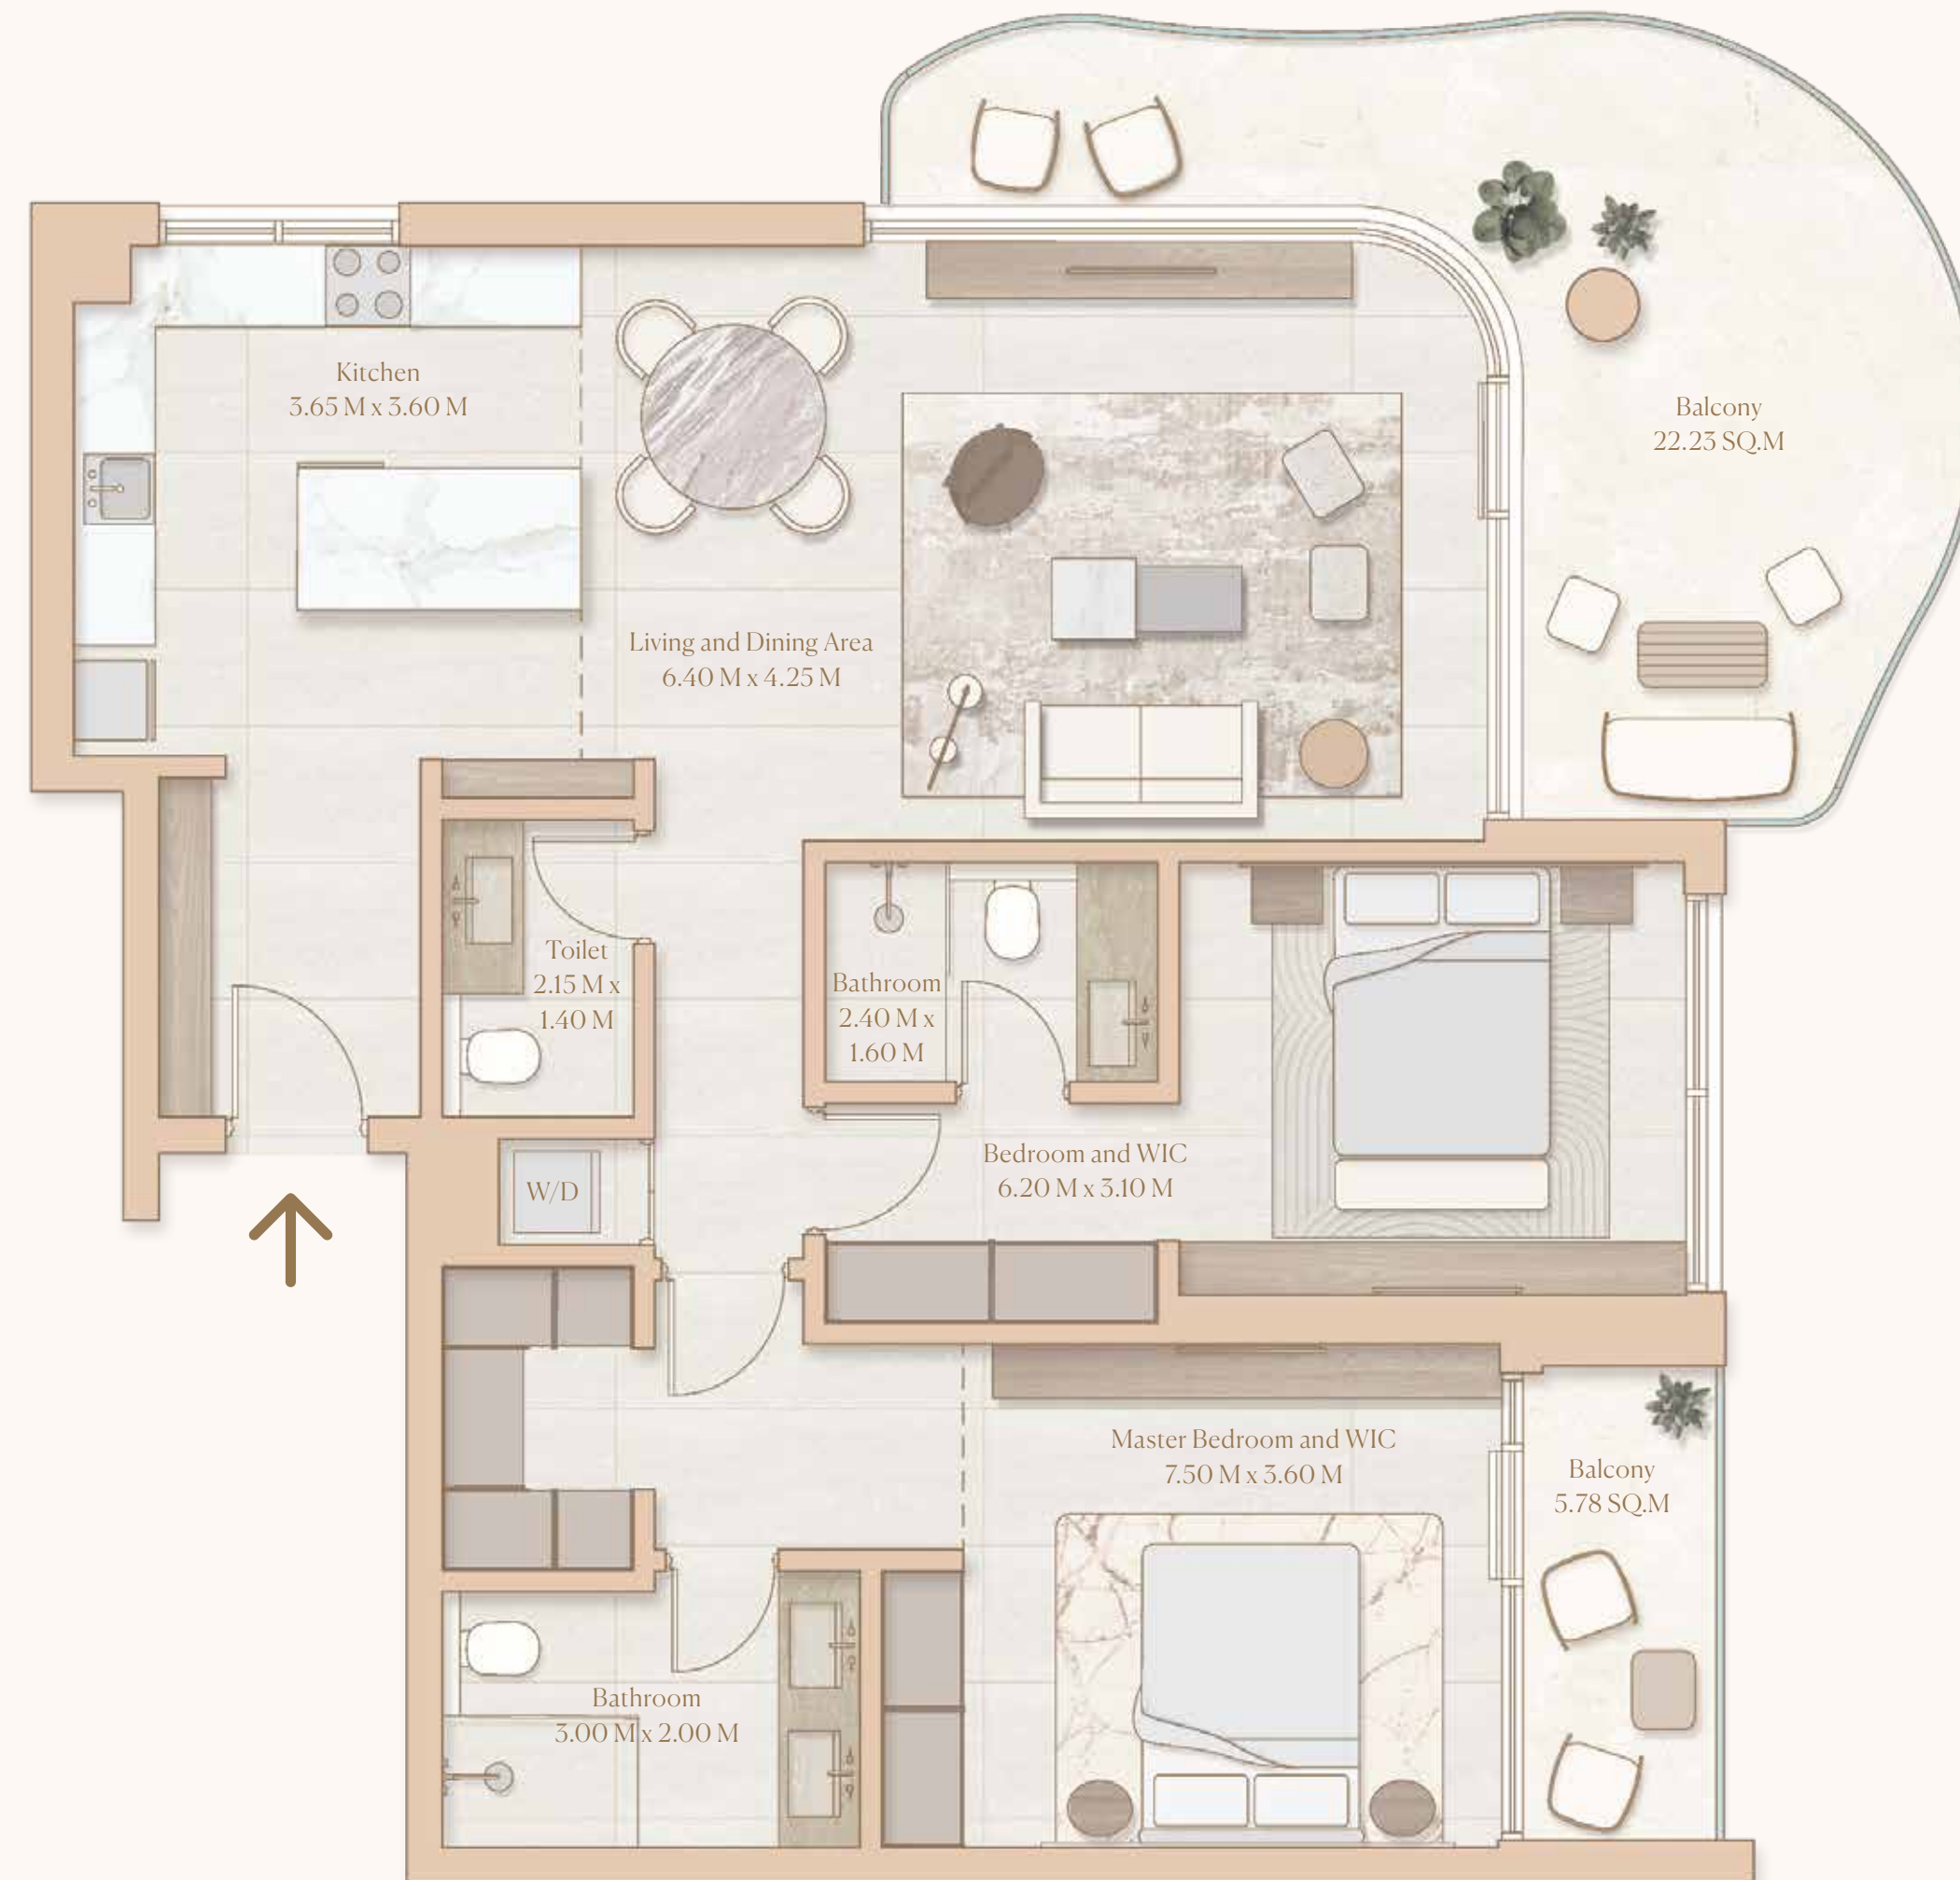 Kitchen
3.65 M x 3.60 M
Balcony
22.23 SQ.M
Living and Dining Area
6.40 M x 4.25 M
Toilet
2.15 M x
1.40 M
Bathroom
2.40 M x
1.60 M
Bedroom and WIC
6.20 M x 3.10 M
W/D
Master Bedroom and WIC
7.50 M x 3.60 M
Balcony
5.78 SQ.M
Bathroom
3.00 M x 2.00 M